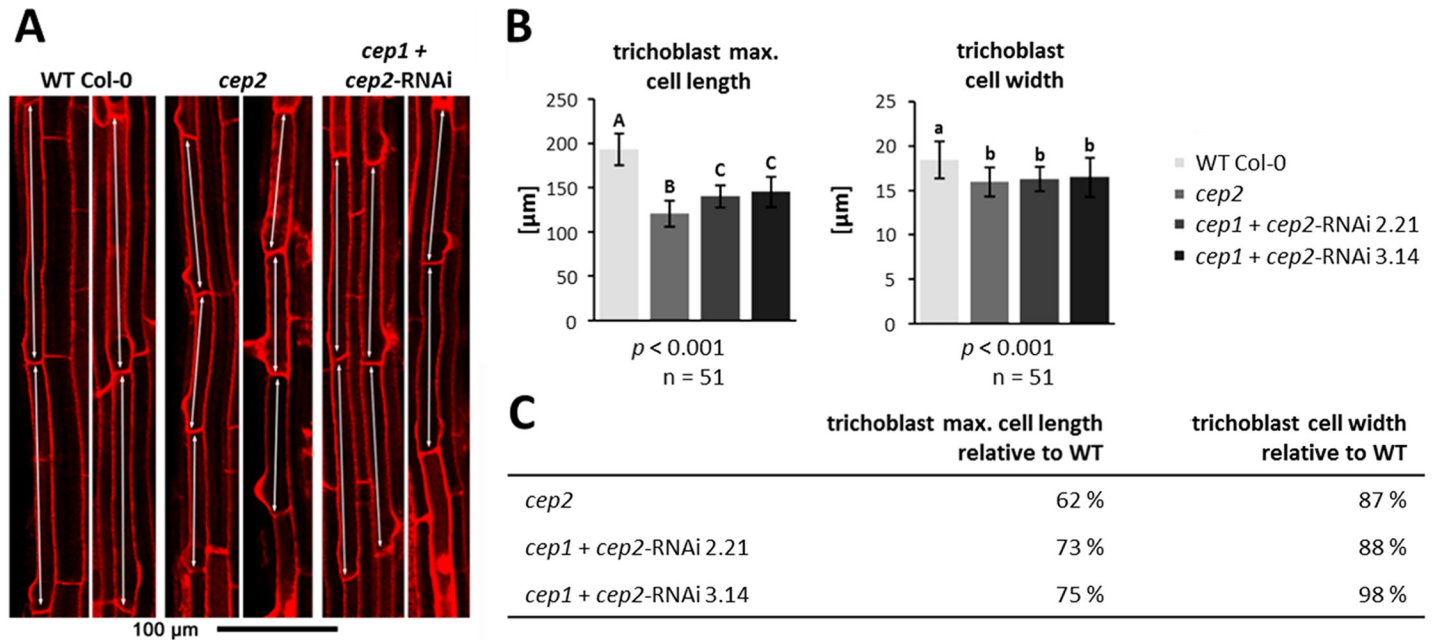 A
WT Col-0
cep2
cep1 +
cep2-RNAi
100 µm
B
trichoblast max.
cell length
[µm]
250
200
150
100
50
0
A
B
C
C
p < 0.001
n = 51
trichoblast
cell width
[µm]
25
20
15
10
5
0
a
b
b
b
p < 0.001
n = 51
WT Col-0
cep2
cep1 + cep2-RNAi 2.21
cep1 + cep2-RNAi 3.14
C
trichoblast max. cell length trichoblast cell width
relative to WT relative to WT
cep2 62 % 87 %
cep1 + cep2-RNAi 2.21 73 % 88 %
cep1 + cep2-RNAi 3.14 75 % 98 %